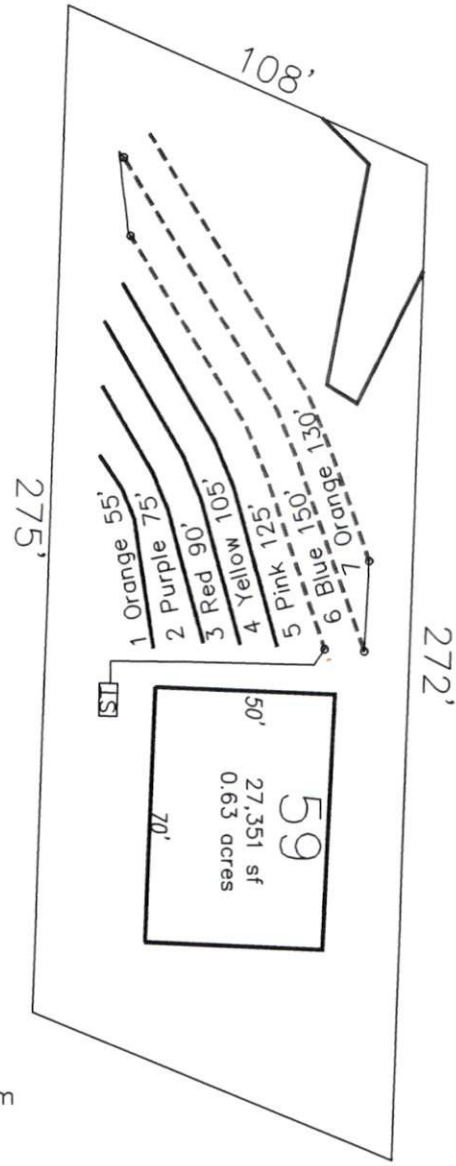 108'
275'
272'
1 Orange 55'
2 Purple 75'
3 Red 90'
4 Yellow 105'
5 Pink 125'
6 Blue 150'
7 Orange 130'
ST
50'
70'
59
27,351 sf
0.63 acres